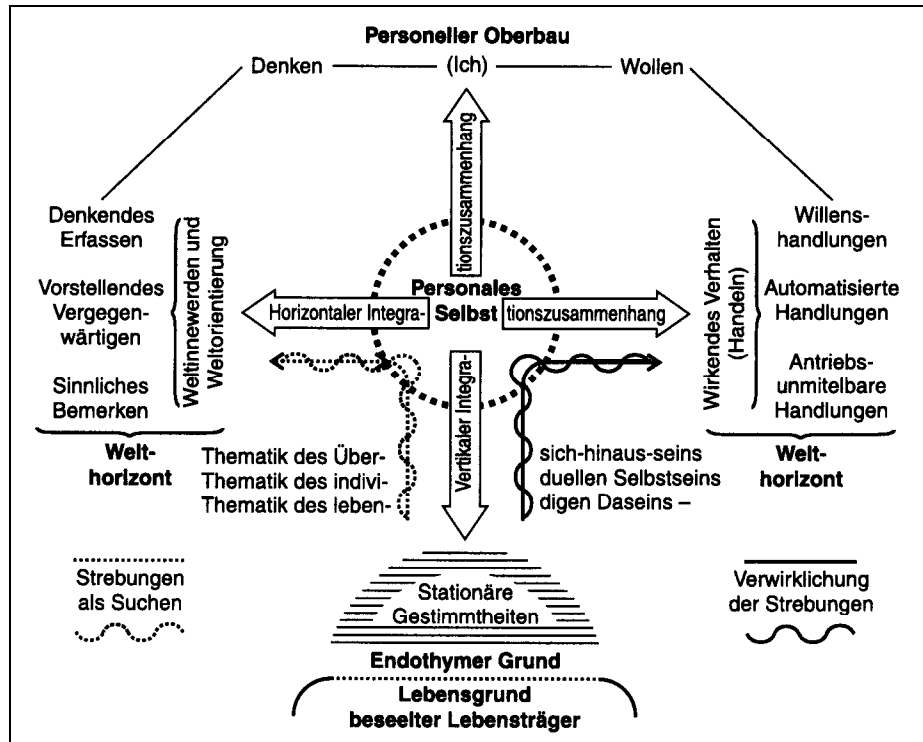 Personeller Oberbau
Denken
(Ich)
Wollen
tionszusammenhang
Denkendes
Erfassen
Vorstellendes
Vergegen-
wärtigen
Sinnliches
Bemerken
Weltinnewerden und
Weltorientierung
Welt-
horizont
Horizontaler Integra-
Personales
Selbst
tionszusammenhang
Vertikaler Integra-
Wirkendes Verhalten
(Handeln)
Willens-
handlungen
Automatisierte
Handlungen
Antriebs-
unmitelbare
Handlungen
Welt-
horizont
Thematik des Über- sich-hinaus-seins
Thematik des indivi- duellen Selbstseins
Thematik des leben- digen Daseins –
Strebungen
als Suchen
Stationäre
Gestimmtheiten
Verwirklichung
der Strebungen
Endothymer Grund
Lebensgrund
beseelter Lebensträger